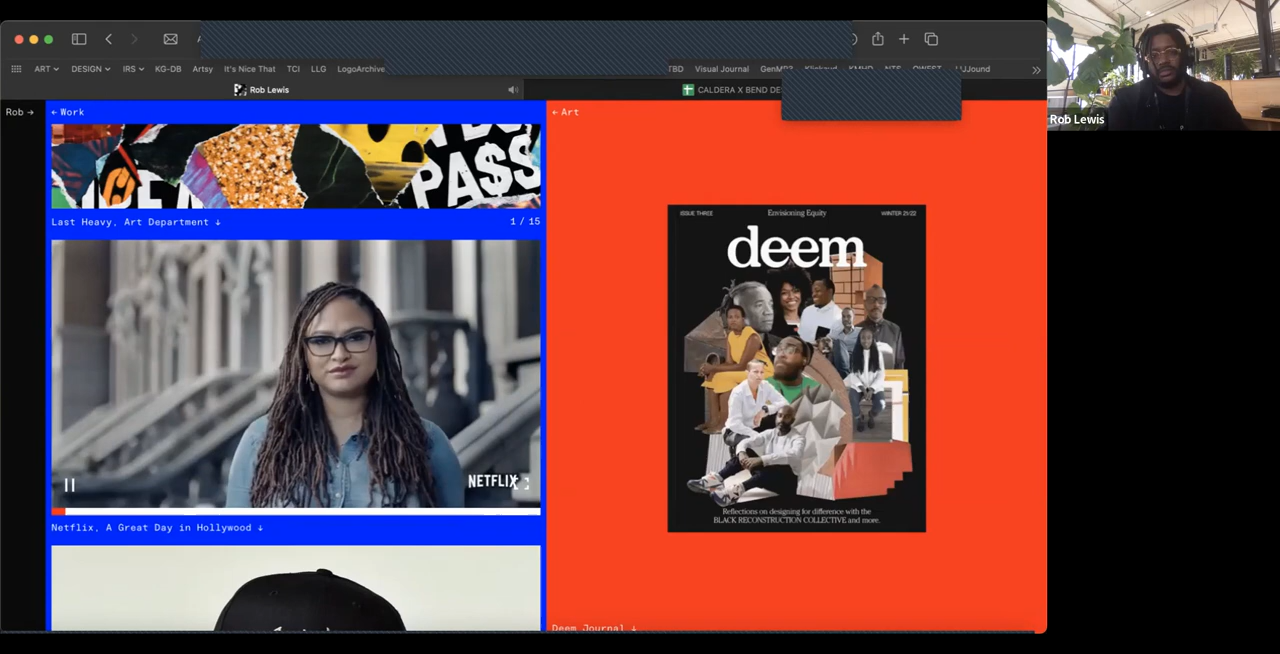 ART
DESIGN
IRS
KG-DB
Artsy
It's Nice That
TCI
LLG
LogoArchive
Visual Journal
Rob Lewis
CALDERA X BEND DE
Rob →
← Work
← Art
PA$S
Last Heavy, Art Department ↓
1 / 15
NETFLIX
Netflix, A Great Day in Hollywood ↓
ISSUE THREE
Envisioning Equity
WINTER 21/22
deem
Reflections on designing for difference with the
BLACK RECONSTRUCTION COLLECTIVE and more.
Deem Journal ↓
Rob Lewis